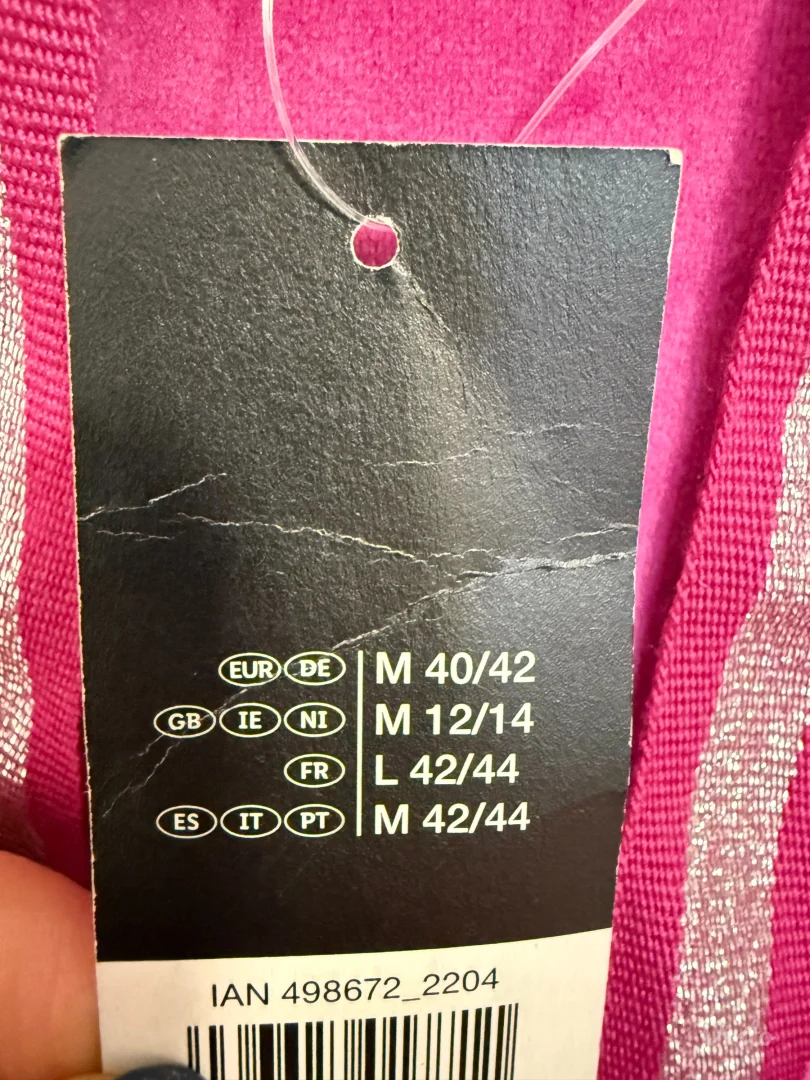 EUR DE M 40/42
GB IE NI M 12/14
FR L 42/44
ES IT PT M 42/44
IAN 498672_2204